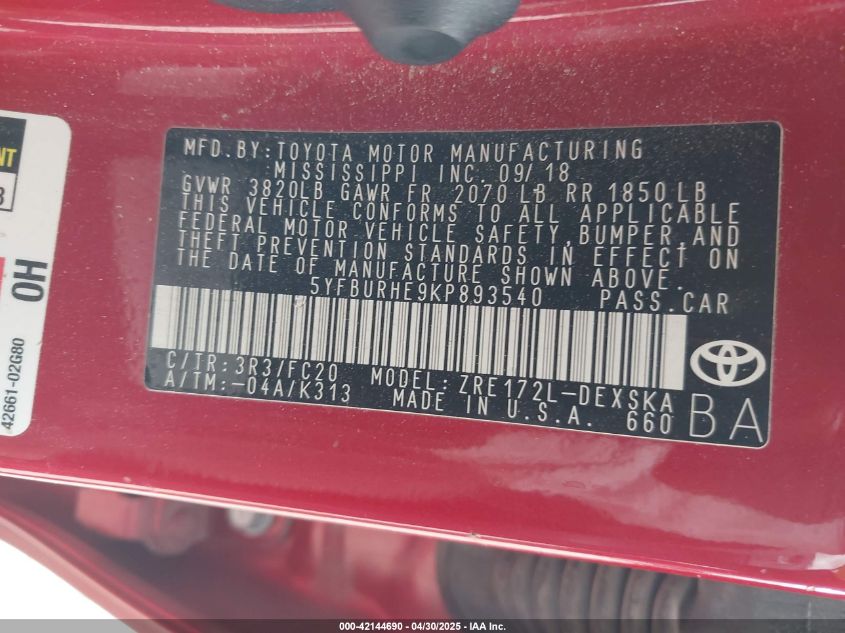 MFD. BY: TOYOTA MOTOR MANUFACTURING
MISSISSIPPI INC. 09/18
GVWR 3820LB GAWR FR 2070 LB RR 1850 LB
THIS VEHICLE CONFORMS TO ALL APPLICABLE
FEDERAL MOTOR VEHICLE SAFETY, BUMPER, AND
THEFT PREVENTION STANDARDS IN EFFECT ON
THE DATE OF MANUFACTURE SHOWN ABOVE.
5YFBURHE9KP893540 PASS.CAR
C/TR: 3R3/FC20 MODEL: ZRE172L-DEXSKA
A/TM:-04A/K313 MADE IN U.S.A. 660
BA
OH
42661-02G80
000-42144690 - 04/30/2025 - IAA Inc.